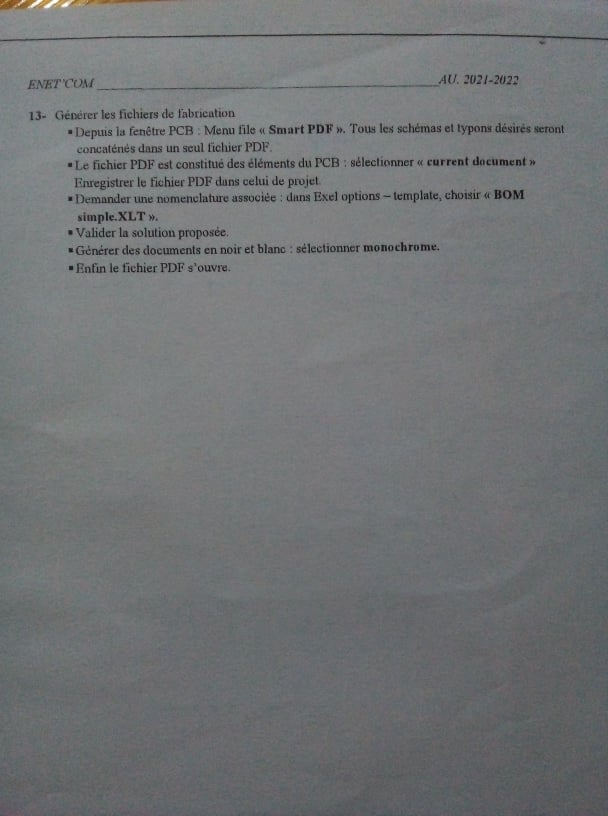 ENET'COM AU. 2021-2022
13- Générer les fichiers de fabrication
▪ Depuis la fenêtre PCB : Menu file « Smart PDF ». Tous les schémas et typons désirés seront
concaténés dans un seul fichier PDF.
▪ Le fichier PDF est constitué des éléments du PCB : sélectionner « current document »
Enregistrer le fichier PDF dans celui de projet.
▪ Demander une nomenclature associée : dans Exel options – template, choisir « BOM
simple.XLT ».
▪ Valider la solution proposée.
▪ Générer des documents en noir et blanc : sélectionner monochrome.
▪ Enfin le fichier PDF s'ouvre.